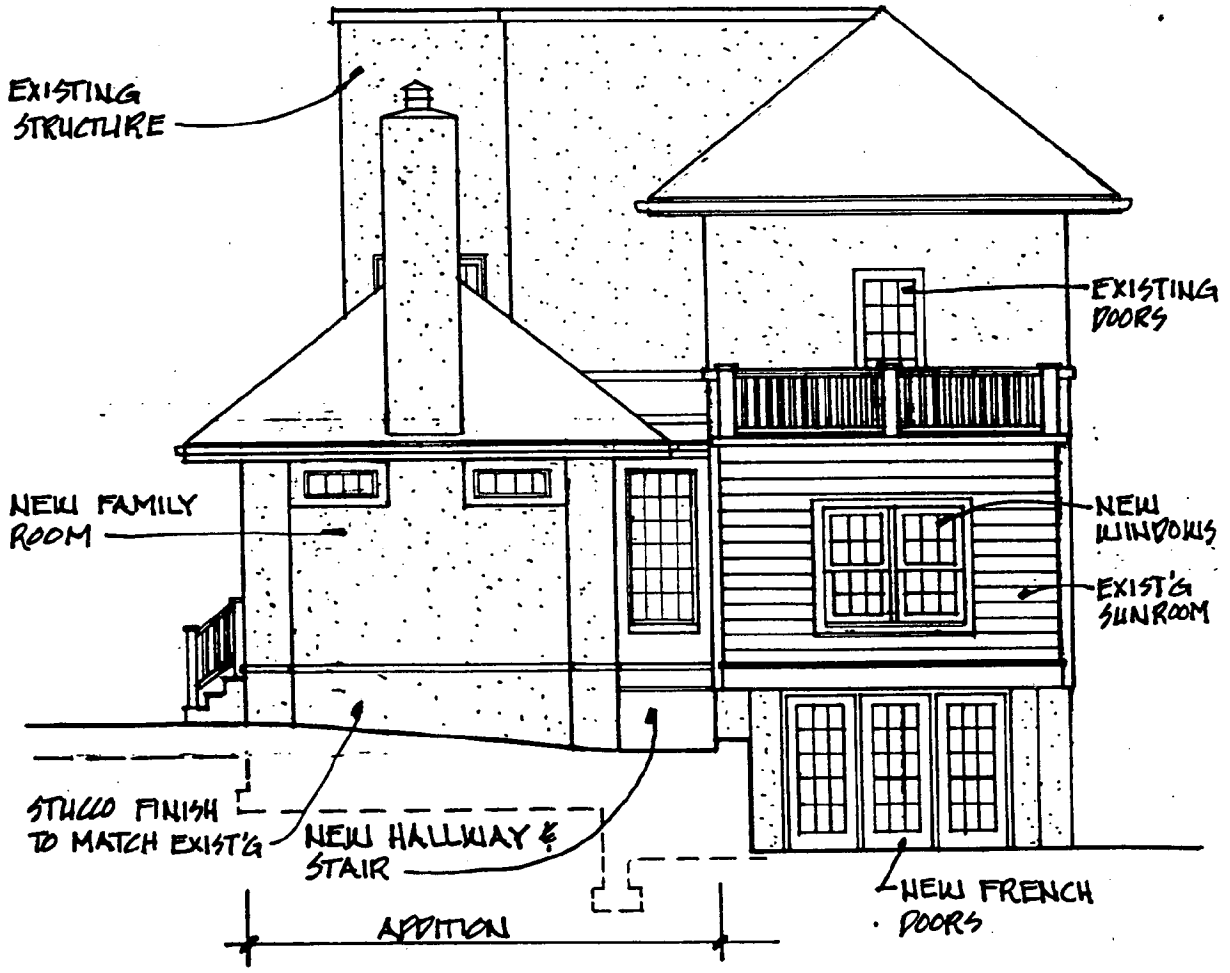 EXISTING
STRUCTURE
EXISTING
DOORS
NEW FAMILY
ROOM
NEW
WINDOWS
EXIST'G
SUNROOM
STUCCO FINISH
TO MATCH EXIST'G
NEW HALLWAY &
STAIR
NEW FRENCH
DOORS
ADDITION